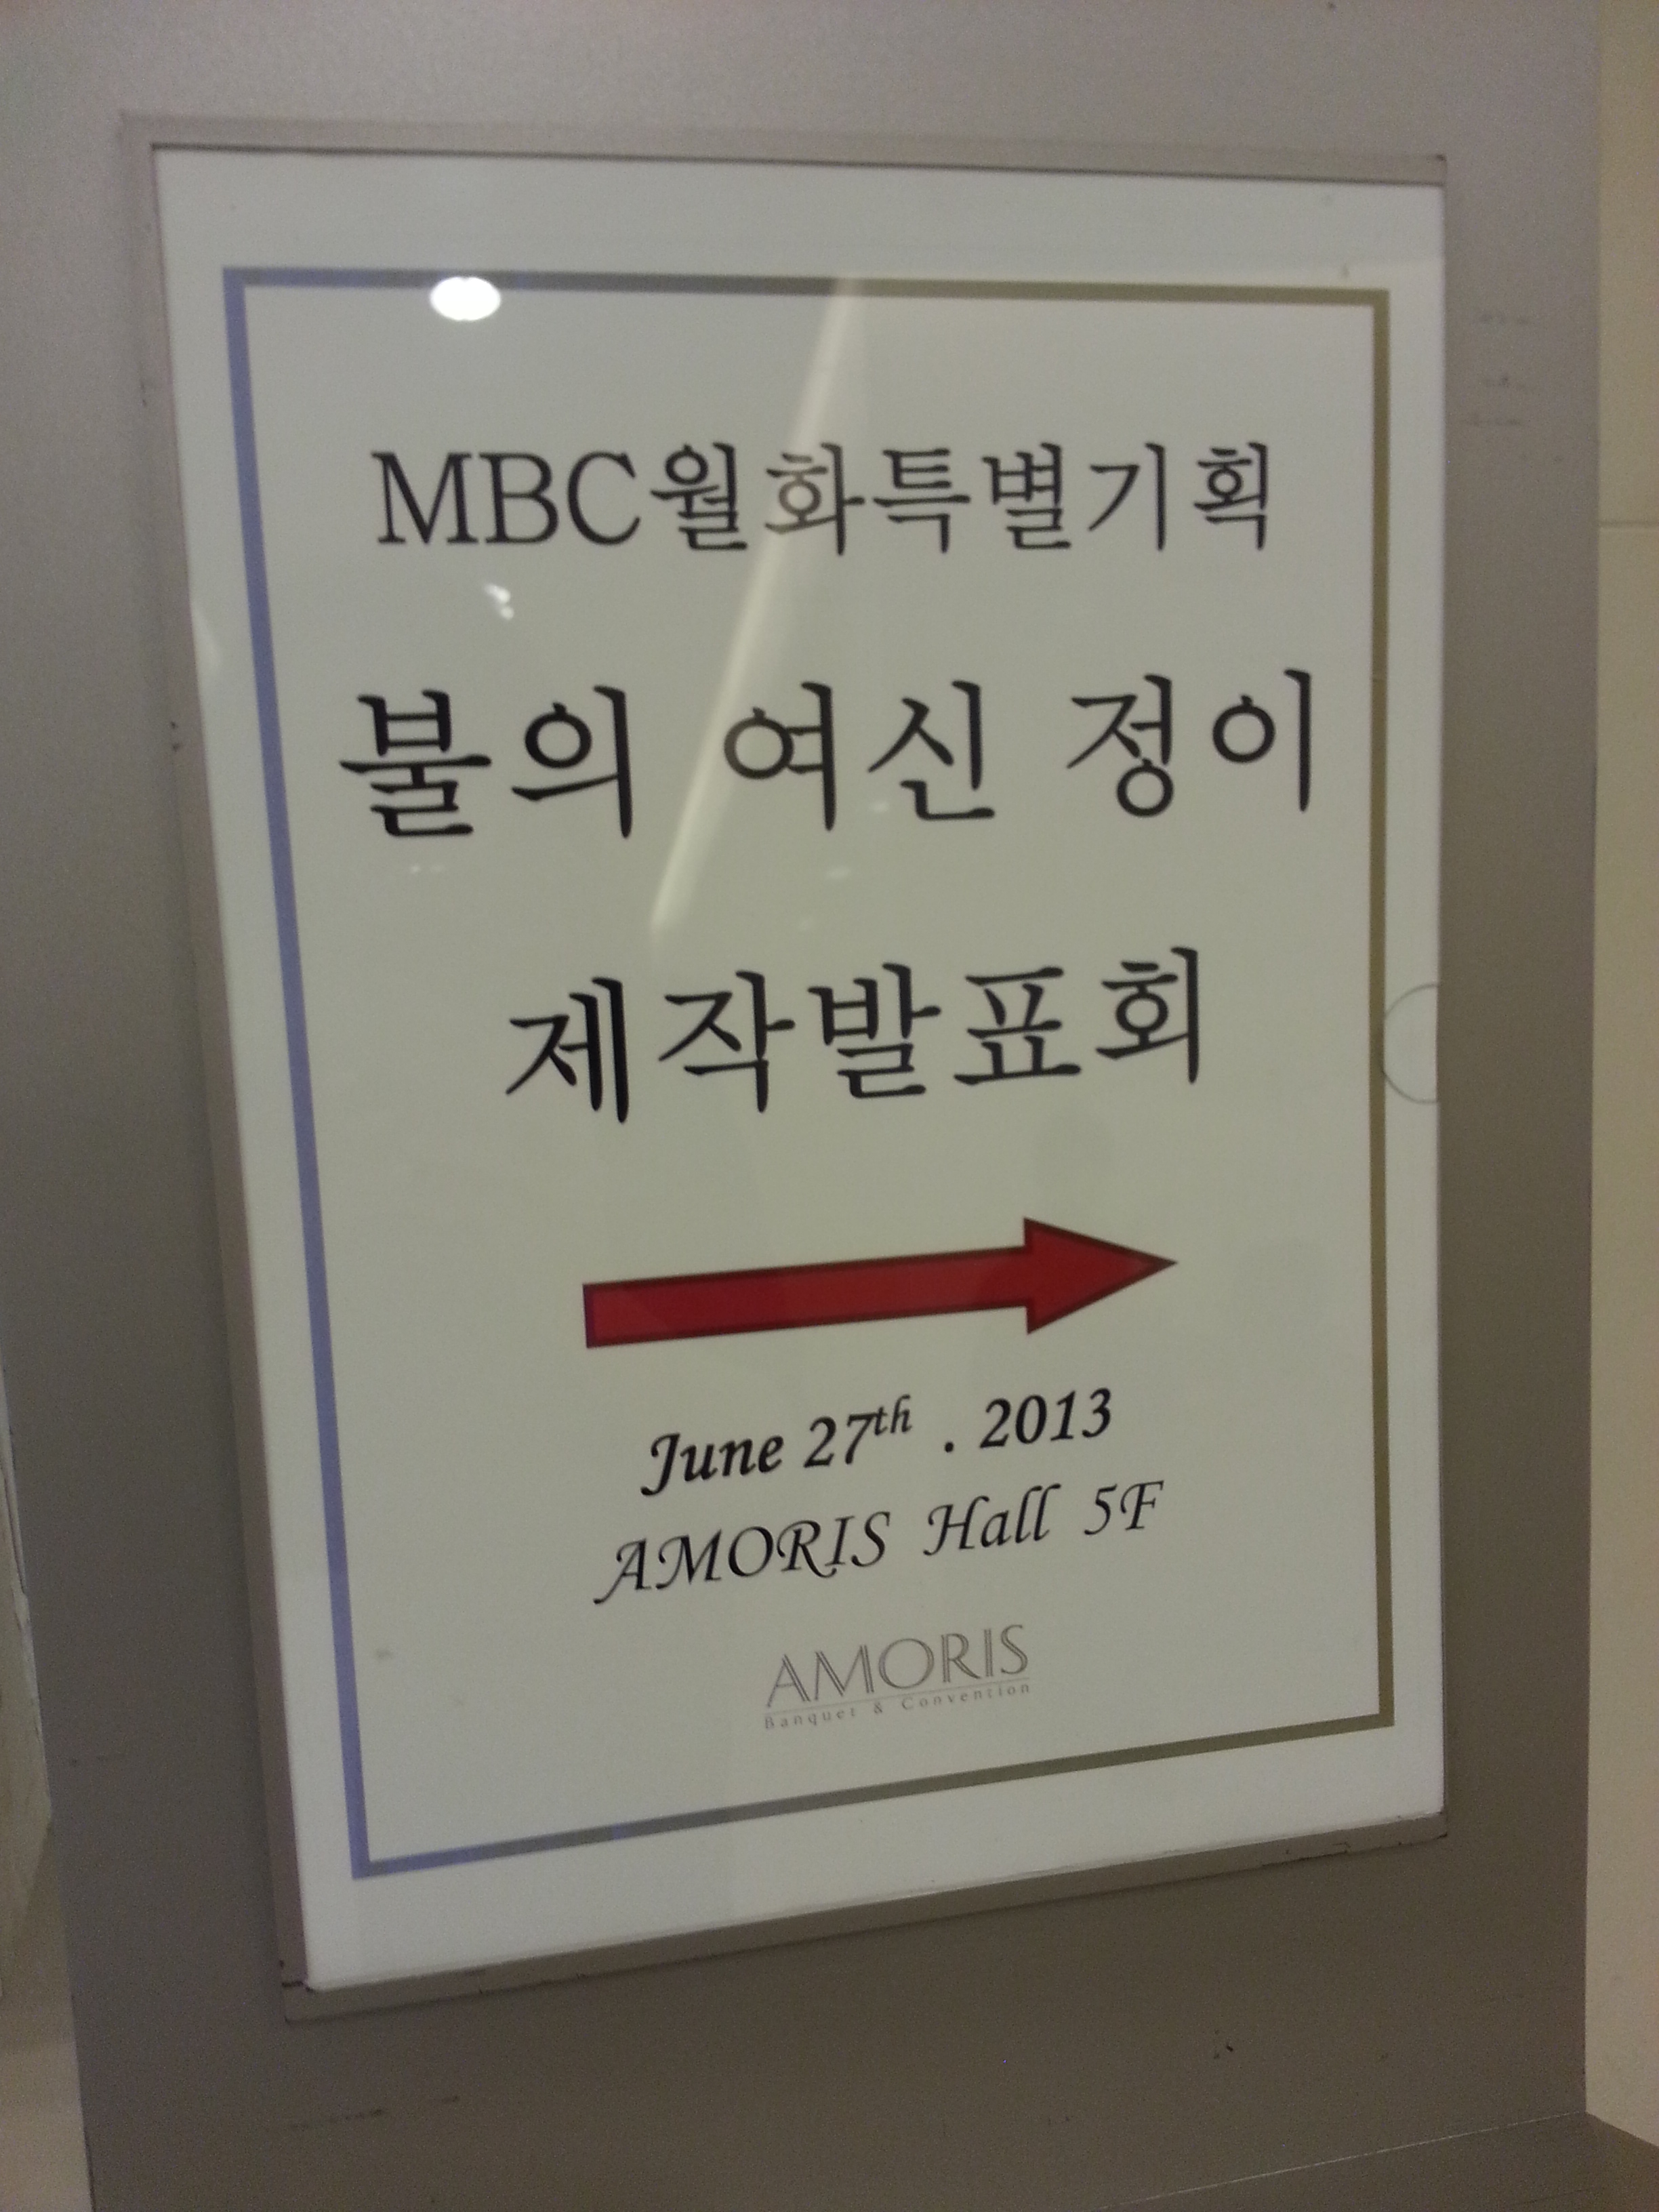 MBC월화특별기획
불의 여신 정이
제작발표회
June 27th . 2013
AMORIS Hall 5F
AMORIS
Banquet & Convention